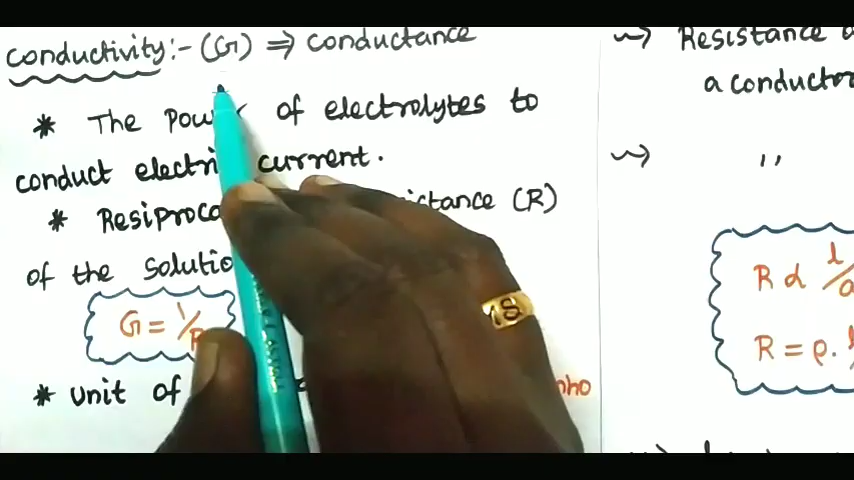 conductivity:- (G) ⇒ conductance
* The Pow of electrolytes to
conduct electri current.
* Resiproca istance (R)
of the solutio
G = 1/R
* unit of mho
Resistance
a conductor
,,
R ∝ l/a
R = ρ.